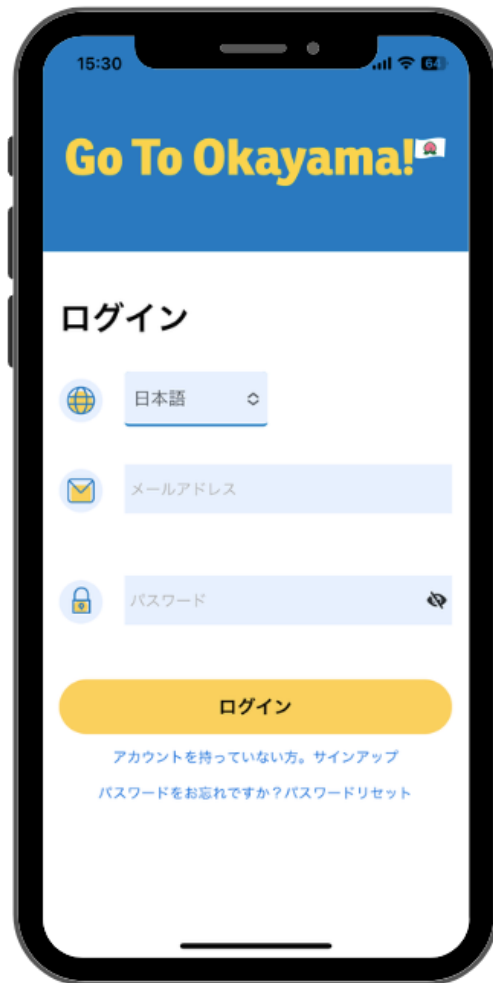 15:30
64
Go To Okayama!
ログイン
日本語
メールアドレス
パスワード
ログイン
アカウントを持っていない方。サインアップ
パスワードをお忘れですか？パスワードリセット